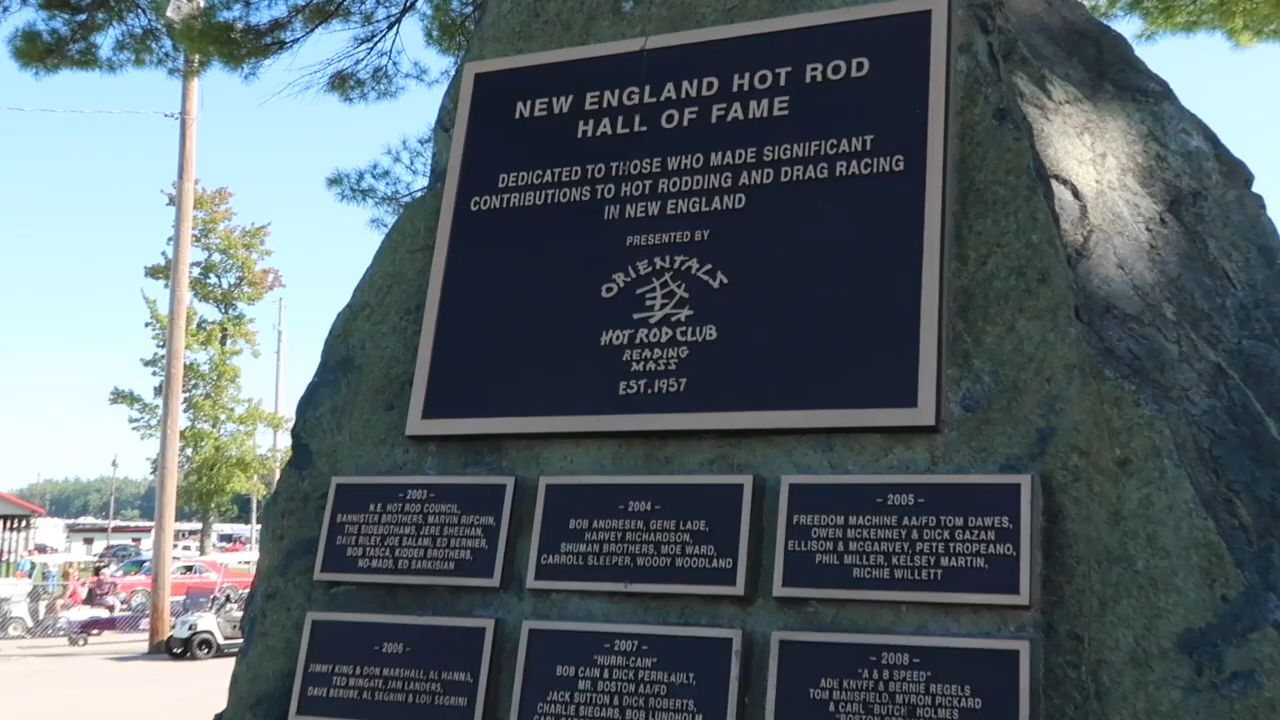 NEW ENGLAND HOT ROD
HALL OF FAME
DEDICATED TO THOSE WHO MADE SIGNIFICANT
CONTRIBUTIONS TO HOT RODDING AND DRAG RACING
IN NEW ENGLAND
PRESENTED BY
ORIENTALS
HOT ROD CLUB
READING
MASS
EST. 1957
- 2003 -
N.E. HOT ROD COUNCIL,
BANNISTER BROTHERS, MARVIN RIFCHIN,
THE SIDEBOTHAMS, JERE SHEEHAN,
DAVE RILEY, JOE SALAMI, ED BERNIER,
BOB TASCA, KIDDER BROTHERS,
NO-MADS, ED SARKISIAN
- 2004 -
BOB ANDRESEN, GENE LADE,
HARVEY RICHARDSON,
SHUMAN BROTHERS, MOE WARD,
CARROLL SLEEPER, WOODY WOODLAND
- 2005 -
FREEDOM MACHINE AA/FD TOM DAWES,
OWEN MCKENNEY & DICK GAZAN
ELLISON & MCGARVEY, PETE TROPEANO,
PHIL MILLER, KELSEY MARTIN,
RICHIE WILLETT
- 2006 -
JIMMY KING & DON MARSHALL, AL HANNA,
TED WINGATE, JAN LANDERS,
DAVE BERUBE, AL SEGRINI & LOU SEGRINI
- 2007 -
"HURRI-CAIN"
BOB CAIN & DICK PERREAULT,
MR. BOSTON AA/FD
JACK SUTTON & DICK ROBERTS,
CHARLIE SIEGARS, BOB LUNDHOLM
- 2008 -
"A & B SPEED"
ADE KNYFF & BERNIE REGELS
TOM MANSFIELD, MYRON PICKARD
& CARL "BUTCH" HOLMES